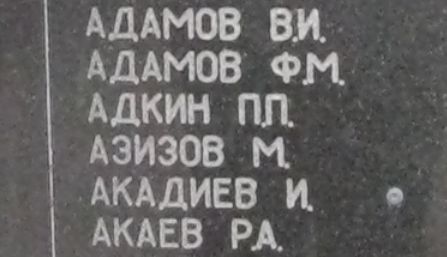 АДАМОВ В.И.
АДАМОВ Ф.М.
АДКИН П.П.
АЗИЗОВ М.
АКАДИЕВ И.
АКАЕВ Р.А.